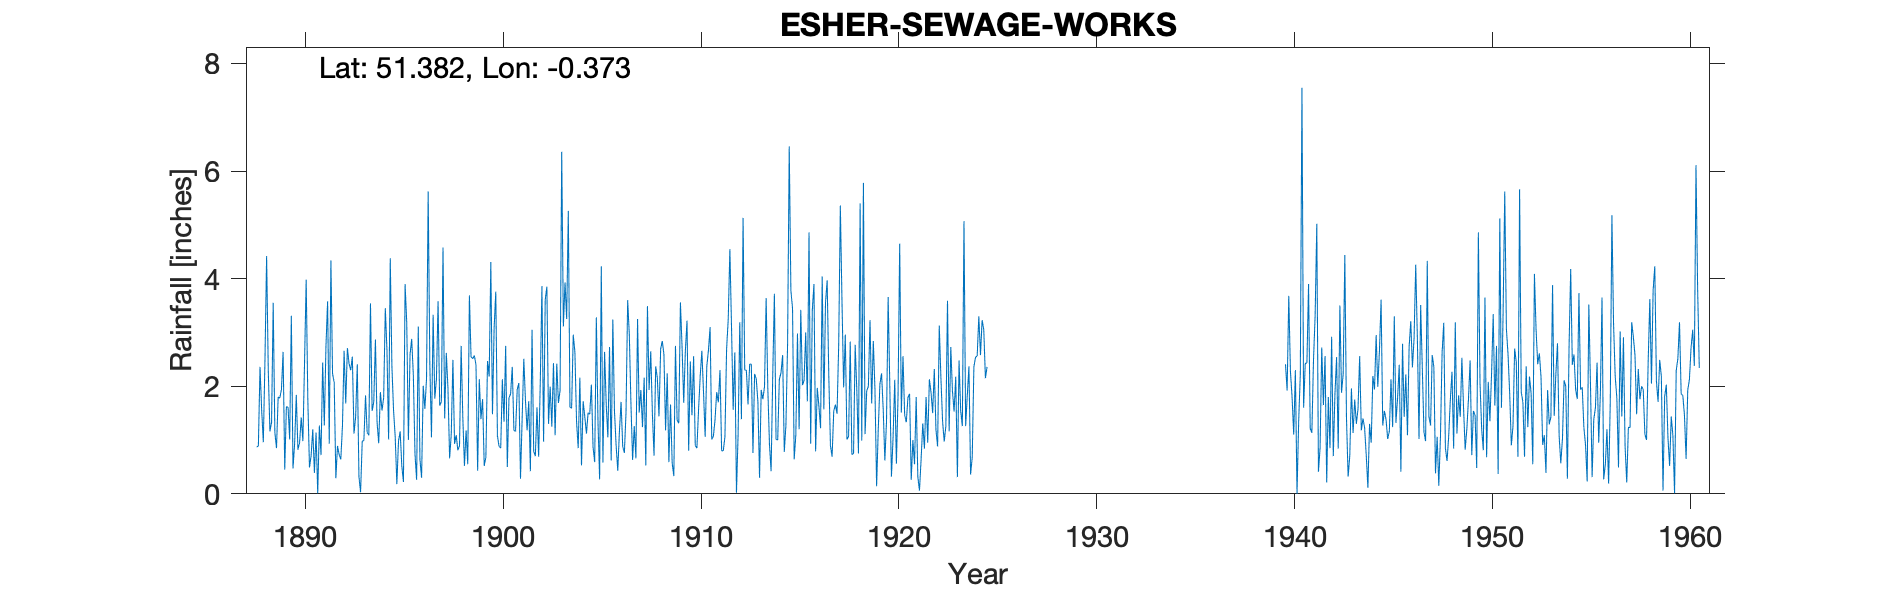 ESHER-SEWAGE-WORKS
Lat: 51.382, Lon: -0.373
Rainfall [inches]
8
6
4
2
0
1890 1900 1910 1920 1930 1940 1950 1960
Year